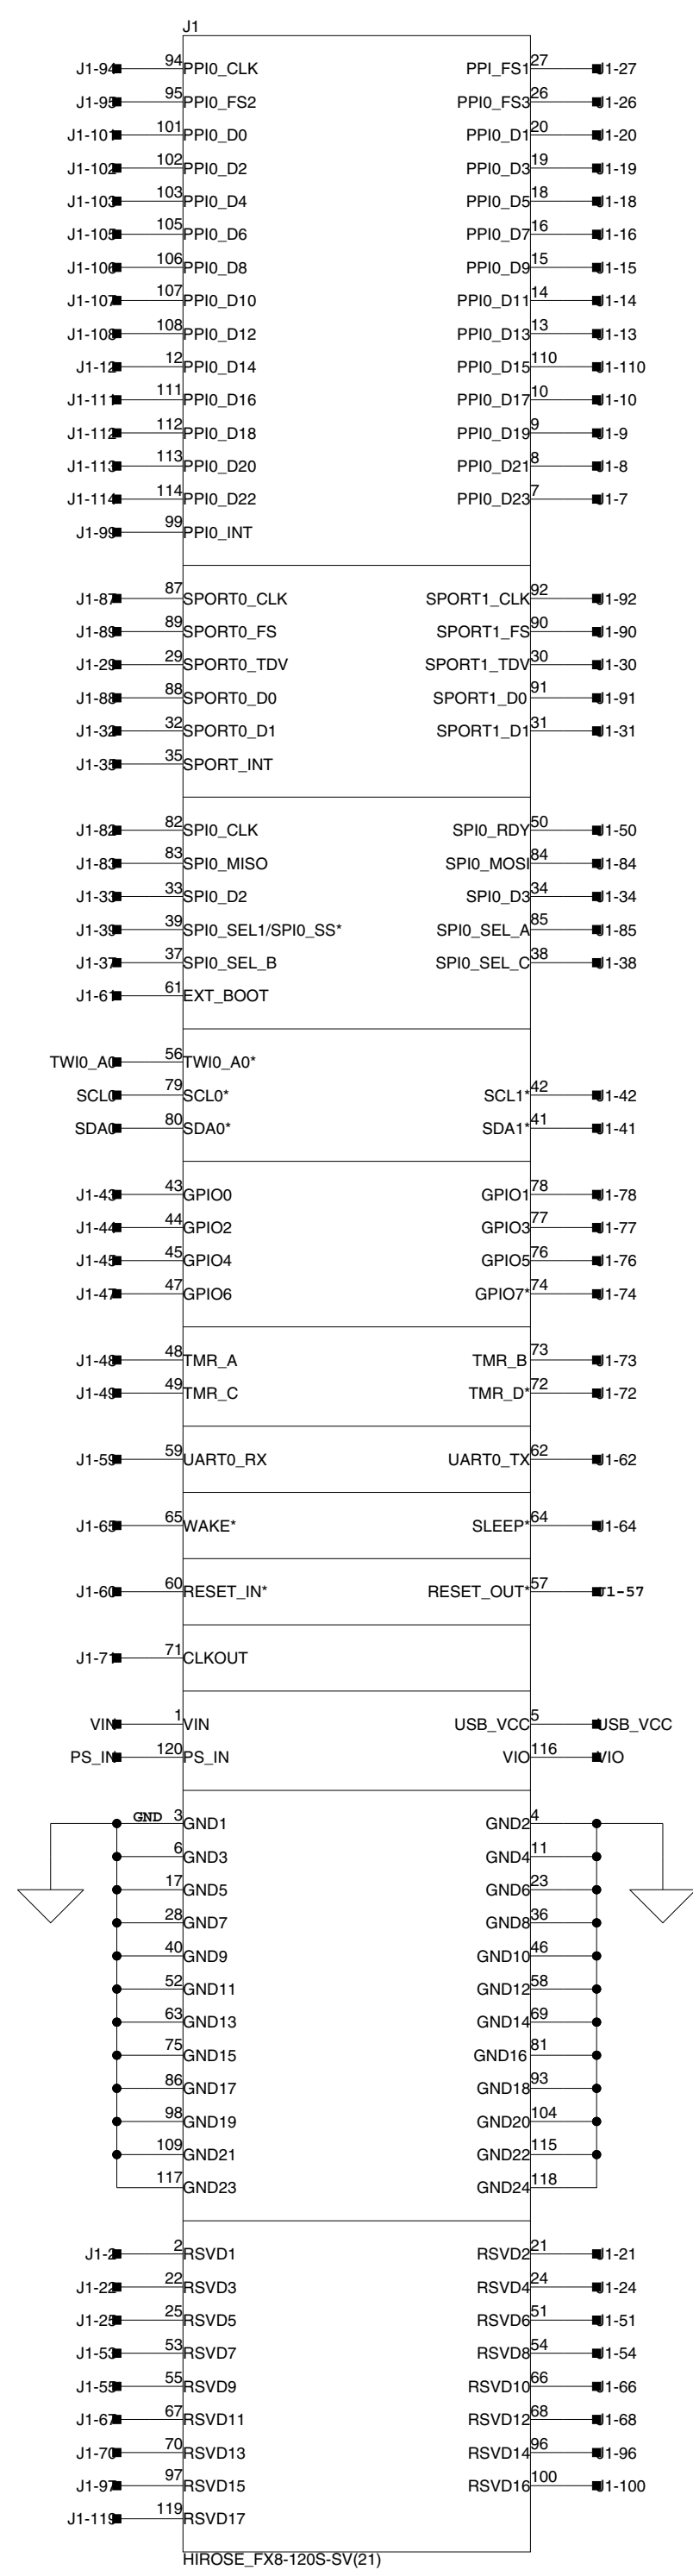 J1
J1-94 94 PPI0_CLK PPI_FS1 27 J1-27
J1-95 95 PPI0_FS2 PPI0_FS3 26 J1-26
J1-101 101 PPI0_D0 PPI0_D1 20 J1-20
J1-102 102 PPI0_D2 PPI0_D3 19 J1-19
J1-103 103 PPI0_D4 PPI0_D5 18 J1-18
J1-105 105 PPI0_D6 PPI0_D7 16 J1-16
J1-106 106 PPI0_D8 PPI0_D9 15 J1-15
J1-107 107 PPI0_D10 PPI0_D11 14 J1-14
J1-108 108 PPI0_D12 PPI0_D13 13 J1-13
J1-12 12 PPI0_D14 PPI0_D15 110 J1-110
J1-111 111 PPI0_D16 PPI0_D17 10 J1-10
J1-112 112 PPI0_D18 PPI0_D19 9 J1-9
J1-113 113 PPI0_D20 PPI0_D21 8 J1-8
J1-114 114 PPI0_D22 PPI0_D23 7 J1-7
J1-99 99 PPI0_INT
J1-87 87 SPORT0_CLK SPORT1_CLK 92 J1-92
J1-89 89 SPORT0_FS SPORT1_FS 90 J1-90
J1-29 29 SPORT0_TDV SPORT1_TDV 30 J1-30
J1-88 88 SPORT0_D0 SPORT1_D0 91 J1-91
J1-32 32 SPORT0_D1 SPORT1_D1 31 J1-31
J1-35 35 SPORT_INT
J1-82 82 SPI0_CLK SPI0_RDY 50 J1-50
J1-83 83 SPI0_MISO SPI0_MOSI 84 J1-84
J1-33 33 SPI0_D2 SPI0_D3 34 J1-34
J1-39 39 SPI0_SEL1/SPI0_SS* SPI0_SEL_A 85 J1-85
J1-37 37 SPI0_SEL_B SPI0_SEL_C 38 J1-38
J1-61 61 EXT_BOOT
TWI0_A0 56 TWI0_A0*
SCL0 79 SCL0* SCL1* 42 J1-42
SDA0 80 SDA0* SDA1* 41 J1-41
J1-43 43 GPIO0 GPIO1 78 J1-78
J1-44 44 GPIO2 GPIO3 77 J1-77
J1-45 45 GPIO4 GPIO5 76 J1-76
J1-47 47 GPIO6 GPIO7* 74 J1-74
J1-48 48 TMR_A TMR_B 73 J1-73
J1-49 49 TMR_C TMR_D* 72 J1-72
J1-59 59 UART0_RX UART0_TX 62 J1-62
J1-65 65 WAKE* SLEEP* 64 J1-64
J1-60 60 RESET_IN* RESET_OUT* 57 J1-57
J1-71 71 CLKOUT
VIN 1 VIN USB_VCC 5 USB_VCC
PS_IN 120 PS_IN VIO 116 VIO
GND 3 GND1 GND2 4
6 GND3 GND4 11
17 GND5 GND6 23
28 GND7 GND8 36
40 GND9 GND10 46
52 GND11 GND12 58
63 GND13 GND14 69
75 GND15 GND16 81
86 GND17 GND18 93
98 GND19 GND20 104
109 GND21 GND22 115
117 GND23 GND24 118
J1-2 2 RSVD1 RSVD2 21 J1-21
J1-22 22 RSVD3 RSVD4 24 J1-24
J1-25 25 RSVD5 RSVD6 51 J1-51
J1-53 53 RSVD7 RSVD8 54 J1-54
J1-55 55 RSVD9 RSVD10 66 J1-66
J1-67 67 RSVD11 RSVD12 68 J1-68
J1-70 70 RSVD13 RSVD14 96 J1-96
J1-97 97 RSVD15 RSVD16 100 J1-100
J1-119 119 RSVD17
HIROSE_FX8-120S-SV(21)